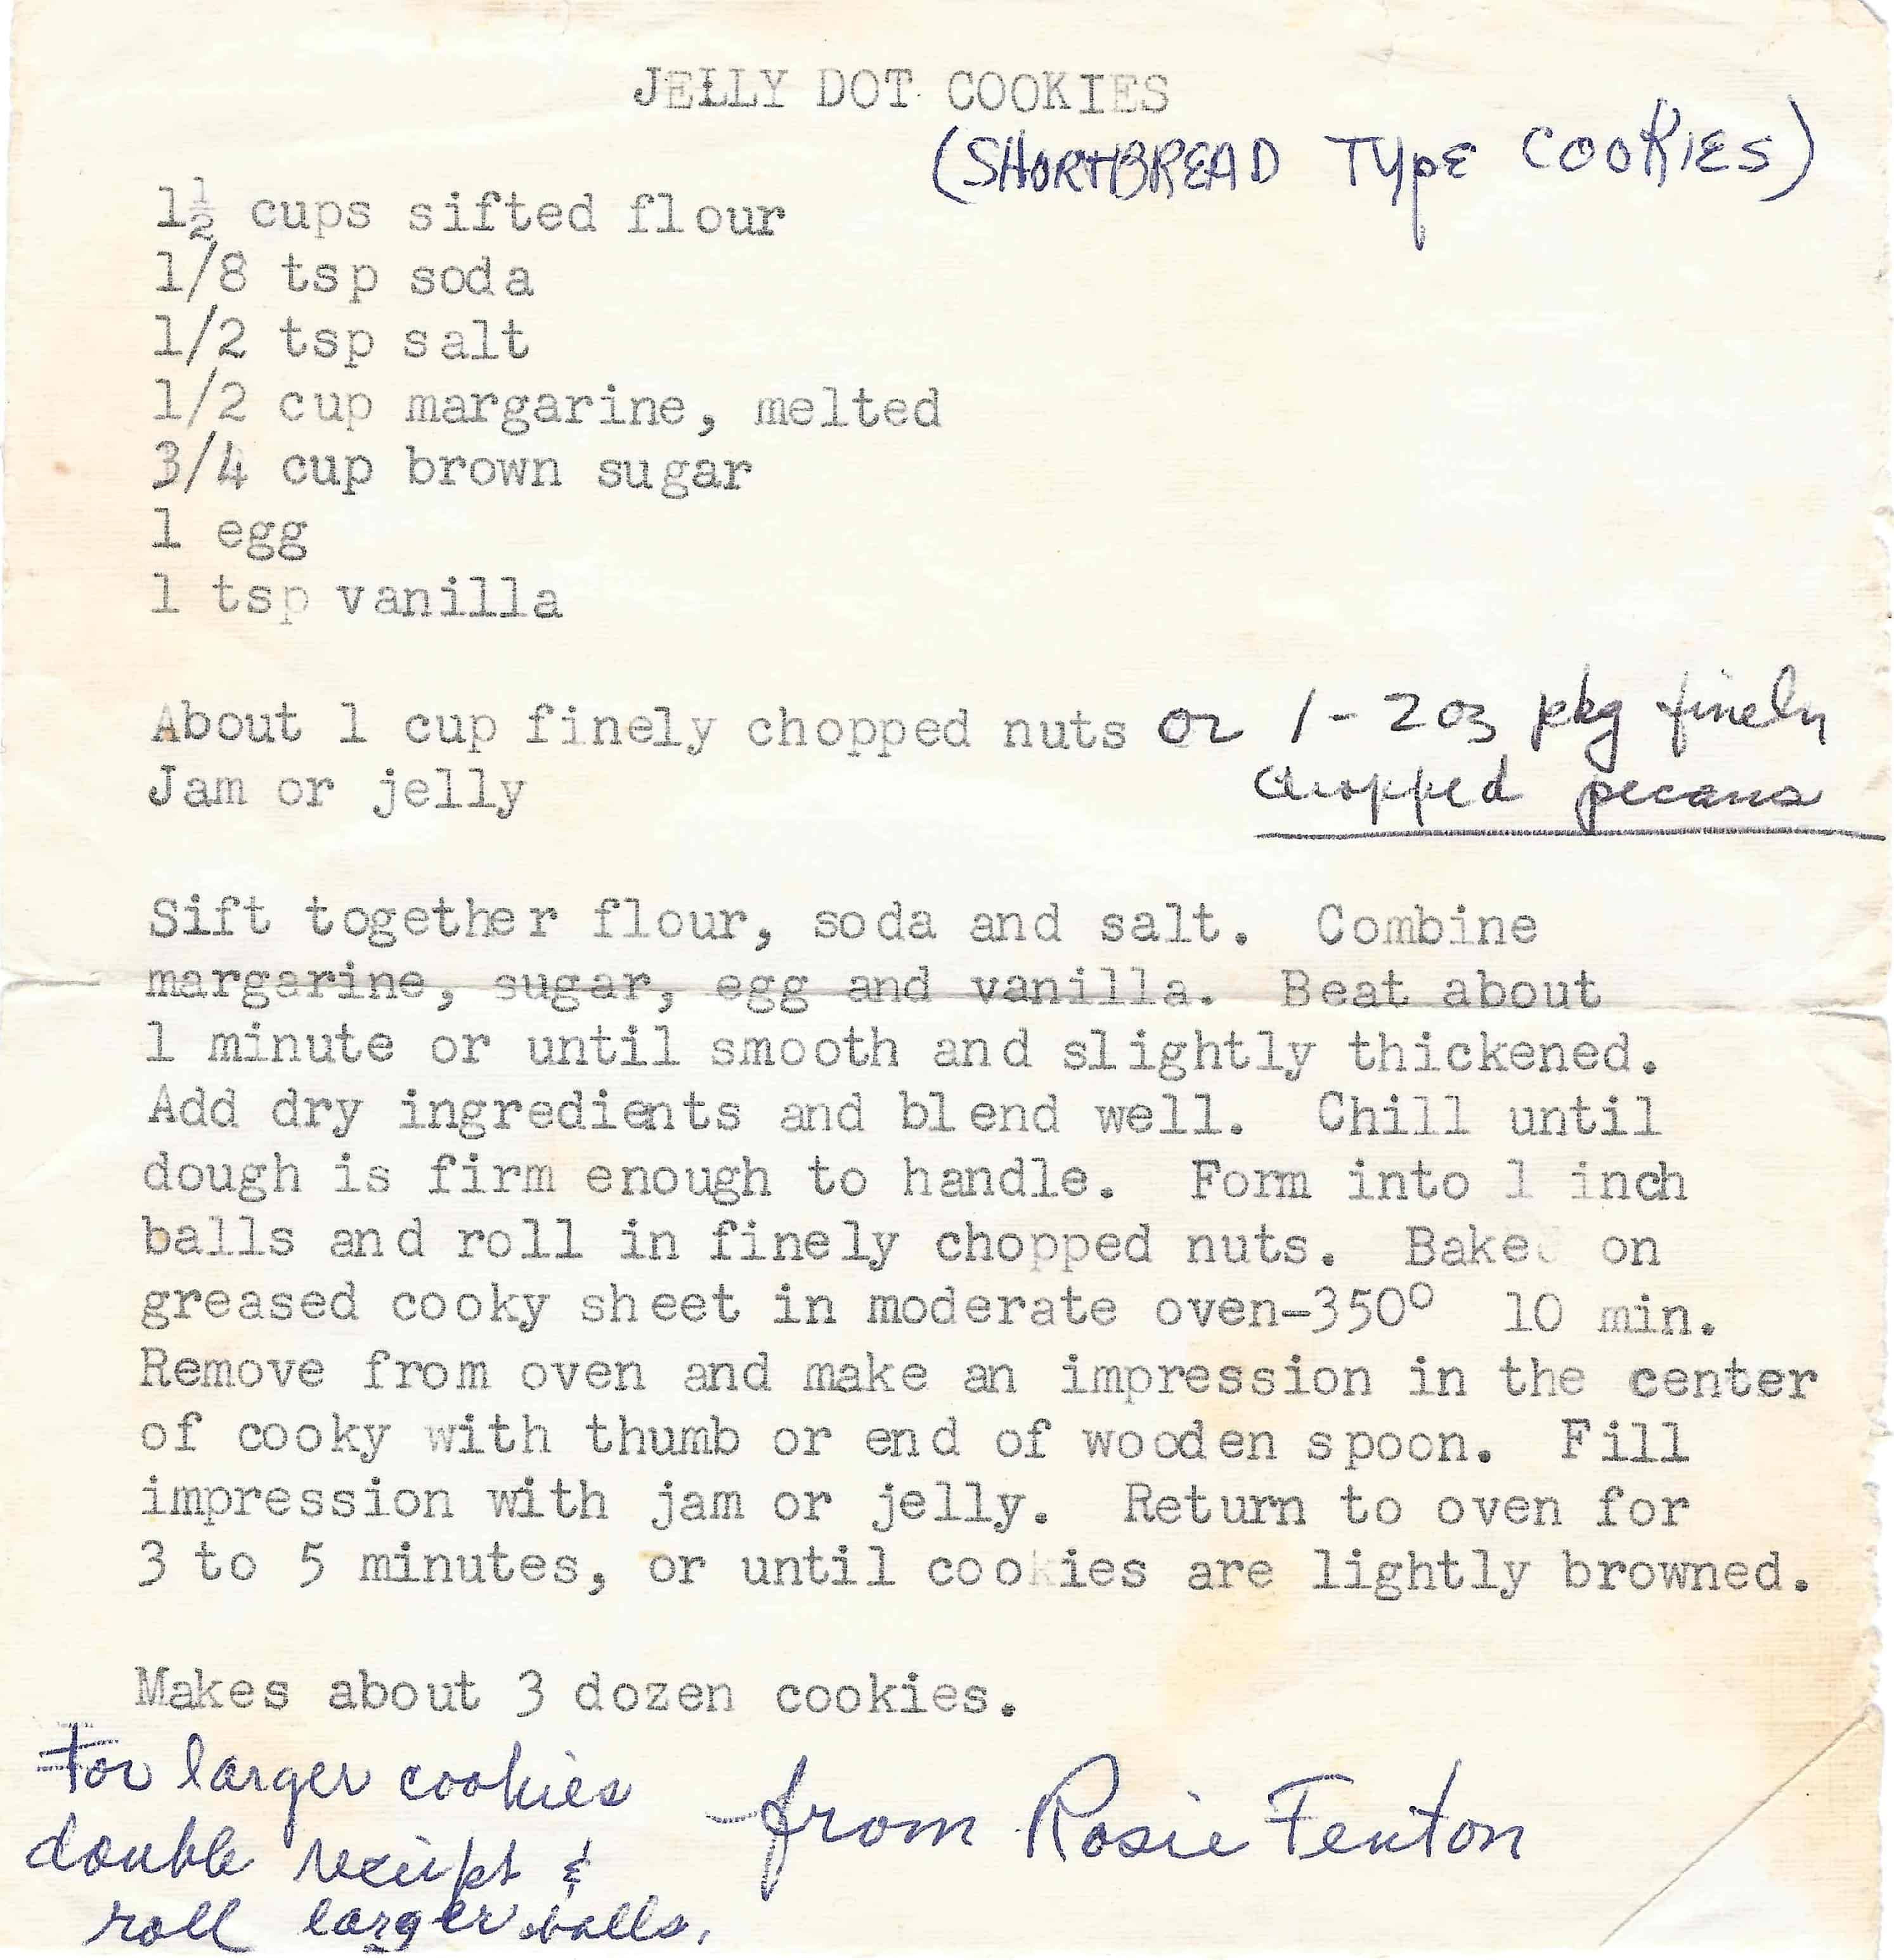 JELLY DOT COOKIES
(SHORTBREAD TYPE COOKIES)
1½ cups sifted flour
1/8 tsp soda
1/2 tsp salt
1/2 cup margarine, melted
3/4 cup brown sugar
1 egg
1 tsp vanilla
About 1 cup finely chopped nuts or 1-2 oz pkg finely
chopped pecans
Jam or jelly
Sift together flour, soda and salt. Combine
margarine, sugar, egg and vanilla. Beat about
1 minute or until smooth and slightly thickened.
Add dry ingredients and blend well. Chill until
dough is firm enough to handle. Form into 1 inch
balls and roll in finely chopped nuts. Bake on
greased cooky sheet in moderate oven-350° 10 min.
Remove from oven and make an impression in the center
of cooky with thumb or end of wooden spoon. Fill
impression with jam or jelly. Return to oven for
3 to 5 minutes, or until cookies are lightly browned.
Makes about 3 dozen cookies.
For larger cookies
double receipt &
roll larger balls.
from Rosie Fenton